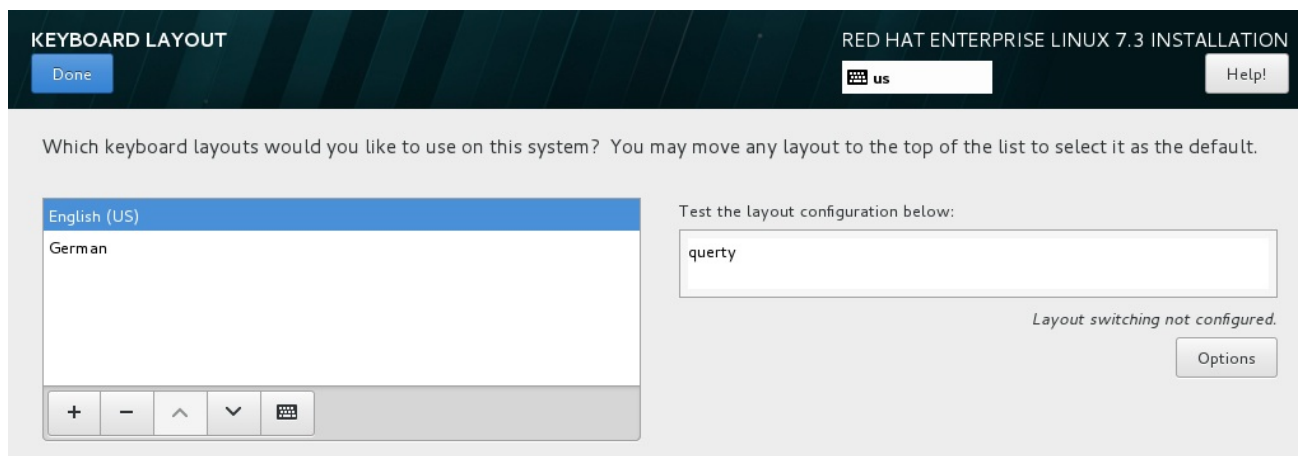 KEYBOARD LAYOUT
Done
RED HAT ENTERPRISE LINUX 7.3 INSTALLATION
us
Help!
Which keyboard layouts would you like to use on this system? You may move any layout to the top of the list to select it as the default.
English (US)
German
Test the layout configuration below:
querty
Layout switching not configured.
Options